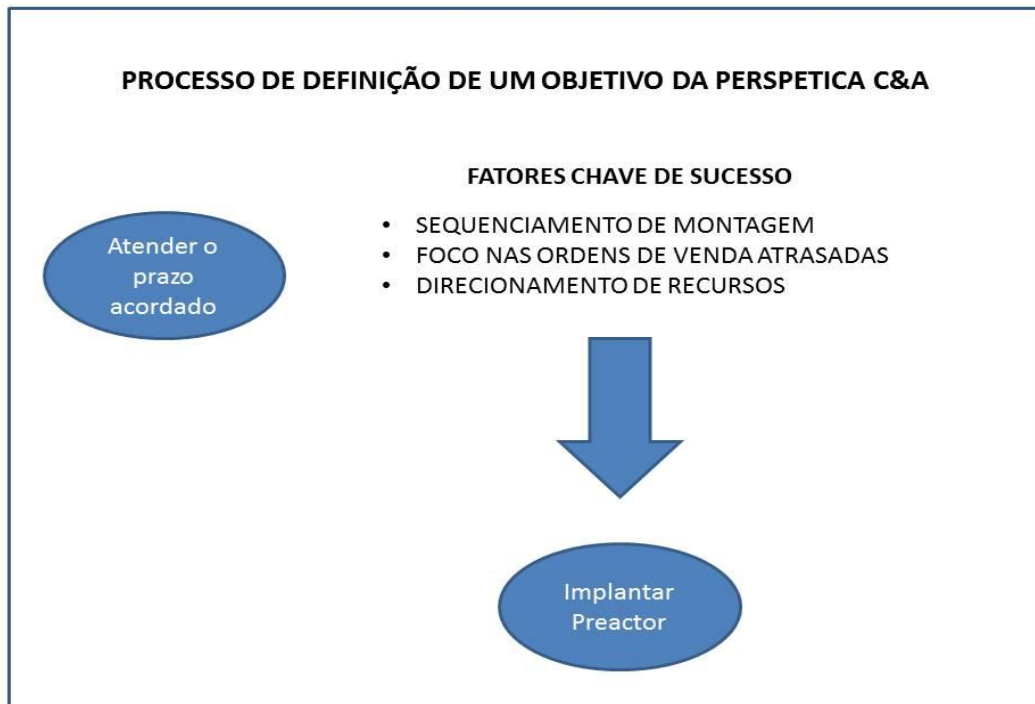 PROCESSO DE DEFINIÇÃO DE UM OBJETIVO DA PERSPETICA C&A
FATORES CHAVE DE SUCESSO
Atender o
prazo
acordado
• SEQUENCIAMENTO DE MONTAGEM
• FOCO NAS ORDENS DE VENDA ATRASADAS
• DIRECIONAMENTO DE RECURSOS
Implantar
Preactor